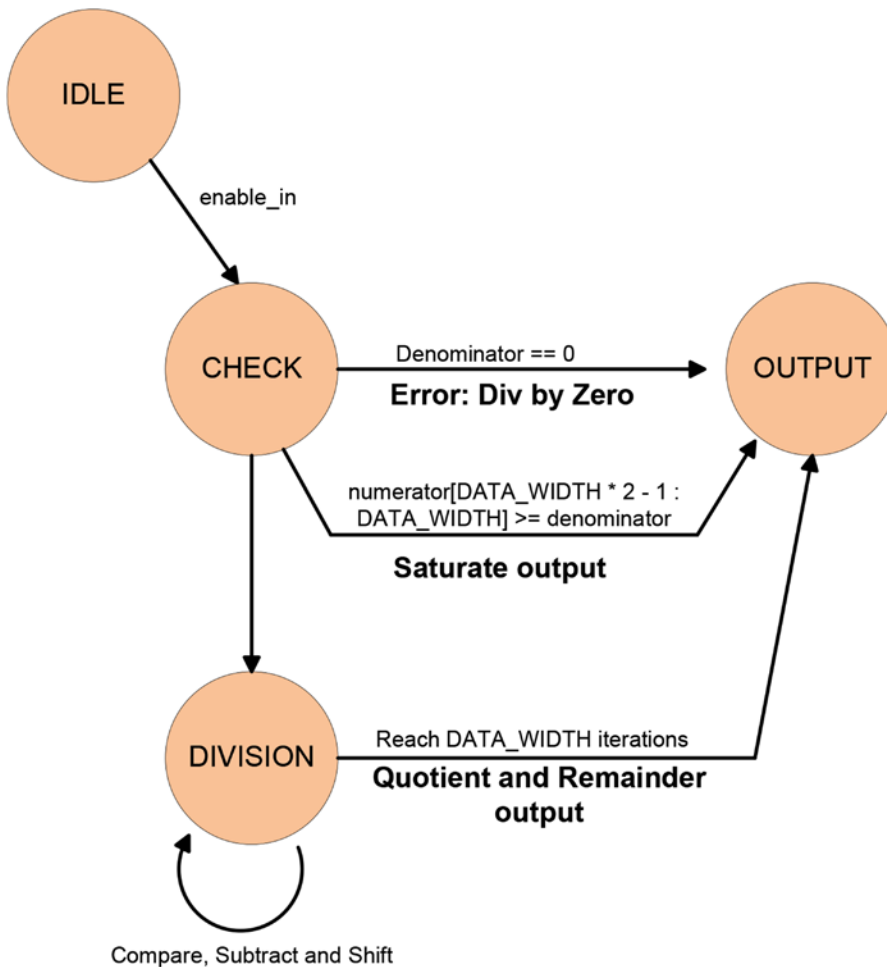 IDLE
enable_in
CHECK
Denominator == 0
Error: Div by Zero
OUTPUT
numerator[DATA_WIDTH * 2 - 1 :
DATA_WIDTH] >= denominator
Saturate output
DIVISION
Reach DATA_WIDTH iterations
Quotient and Remainder
output
Compare, Subtract and Shift